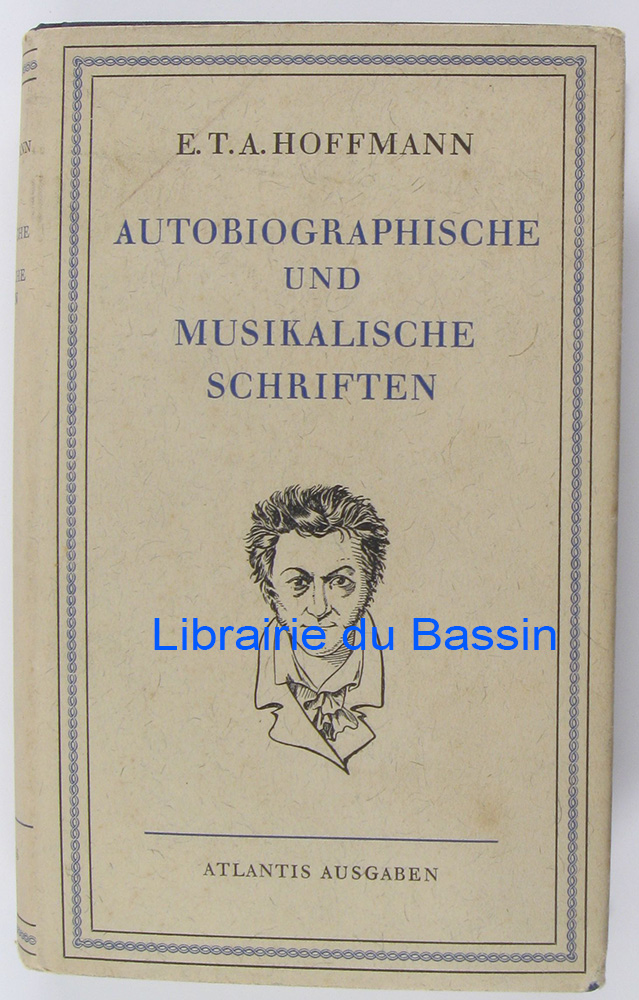 E. T. A. HOFFMANN
AUTOBIOGRAPHISCHE
UND
MUSIKALISCHE
SCHRIFTEN
Librairie du Bassin
ATLANTIS AUSGABEN